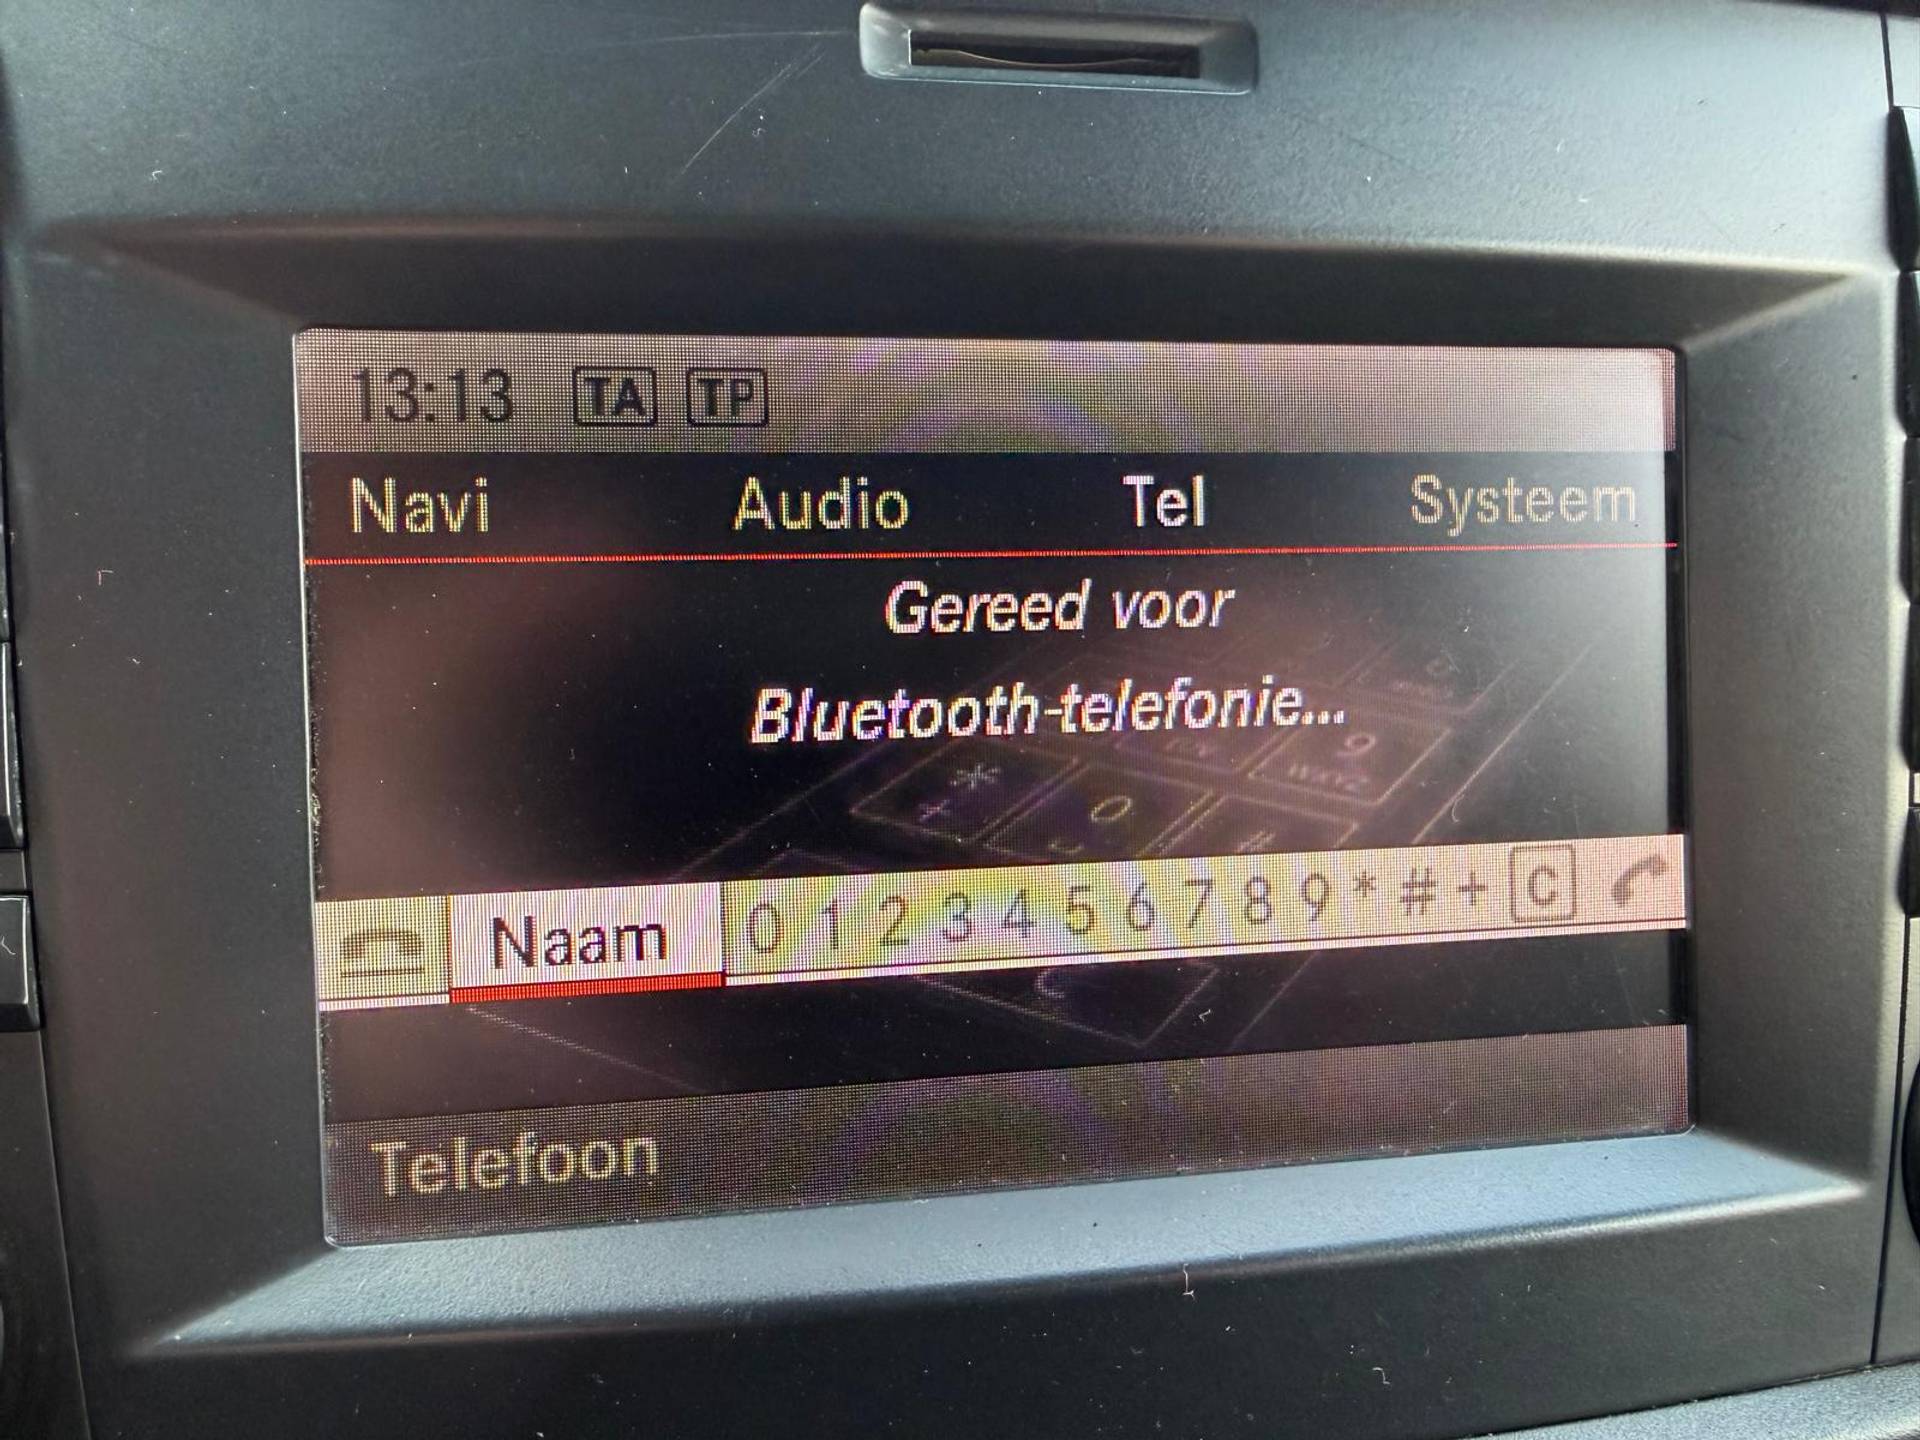 13:13 TA TP
Navi Audio Tel Systeem
Gereed voor
Bluetooth-telefonie...
Naam 0 1 2 3 4 5 6 7 8 9 * # + C
Telefoon